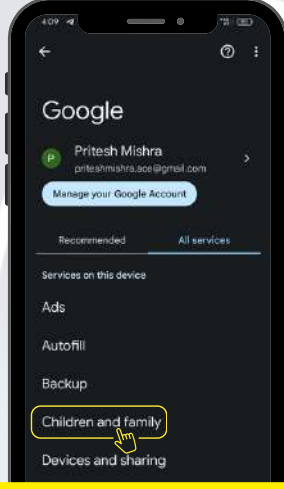 4:09
Google
P
Pritesh Mishra
priteshmishra.ace@gmail.com
Manage your Google Account
Recommended All services
Services on this device
Ads
Autofill
Backup
Children and family
Devices and sharing